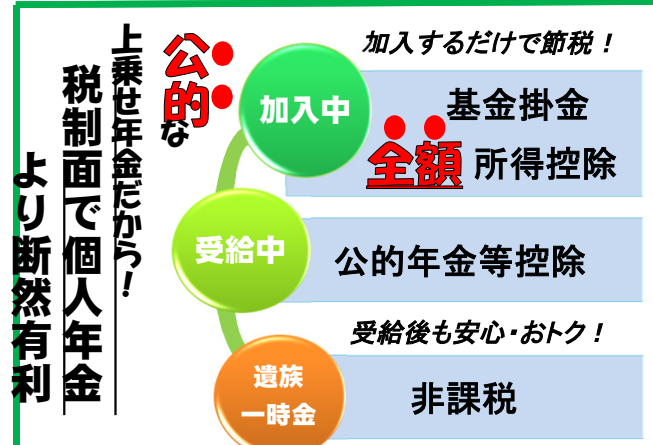 公的な
上乗せ年金だから！
税制面で個人年金
より断然有利
加入するだけで節税！
加入中
基金掛金
全額所得控除
受給中
公的年金等控除
受給後も安心・おトク！
遺族
一時金
非課税